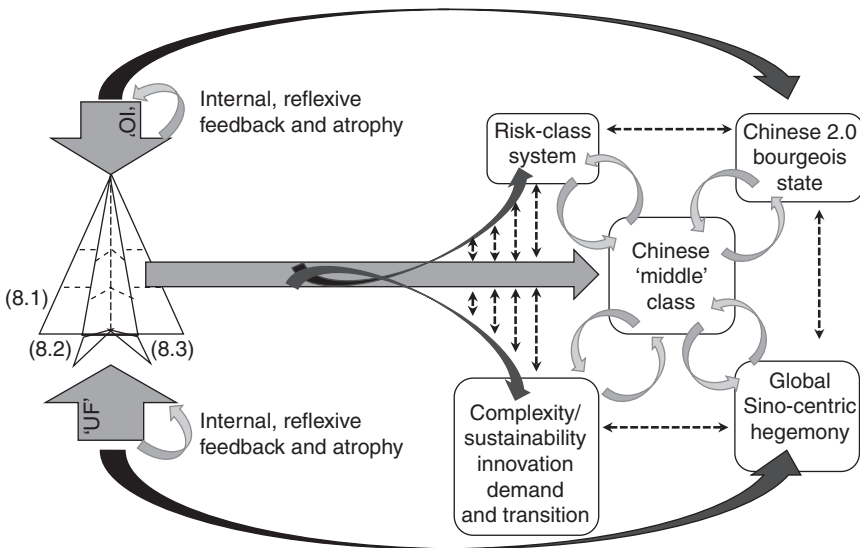 'OI,
Internal, reflexive
feedback and atrophy
Risk-class
system
Chinese 2.0
bourgeois
state
Chinese
'middle'
class
(8.1)
(8.2)
(8.3)
'UF'
Internal, reflexive
feedback and atrophy
Complexity/
sustainability
innovation
demand
and transition
Global
Sino-centric
hegemony